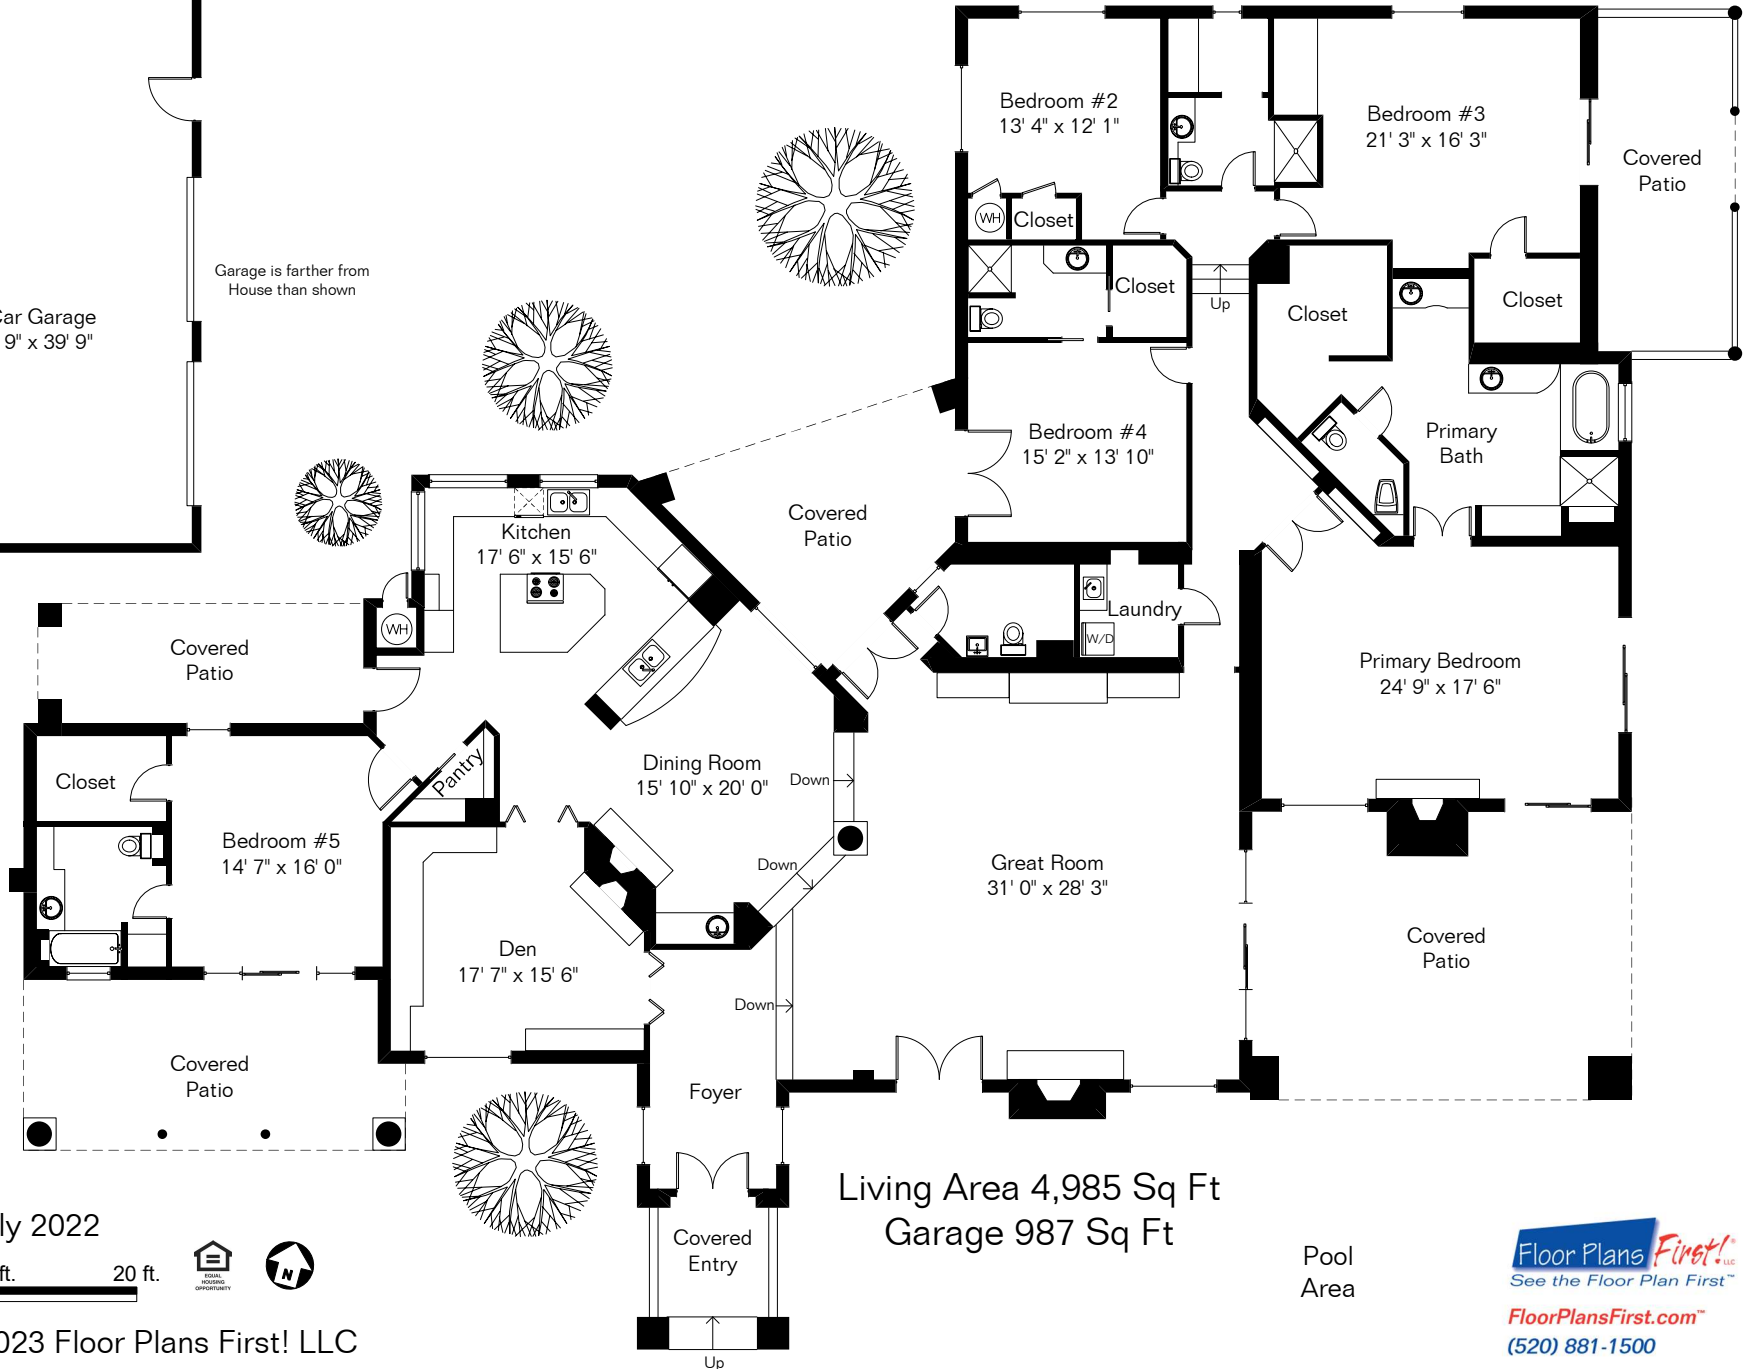 Bedroom #2
13' 4" x 12' 1"
Bedroom #3
21' 3" x 16' 3"
Covered
Patio
WH
Closet
Closet
Up
Closet
Closet
Garage is farther from
House than shown
Car Garage
9" x 39' 9"
Bedroom #4
15' 2" x 13' 10"
Primary
Bath
Covered
Patio
Kitchen
17' 6" x 15' 6"
Laundry
W/D
WH
Covered
Patio
Primary Bedroom
24' 9" x 17' 6"
Pantry
Closet
Dining Room
15' 10" x 20' 0"
Down
Bedroom #5
14' 7" x 16' 0"
Down
Great Room
31' 0" x 28' 3"
Den
17' 7" x 15' 6"
Covered
Patio
Down
Covered
Patio
Foyer
Living Area 4,985 Sq Ft
Garage 987 Sq Ft
Covered
Entry
Up
Pool
Area
ly 2022
ft.
20 ft.
EQUAL
HOUSING
OPPORTUNITY
N
023 Floor Plans First! LLC
Floor Plans First!® LLC
See the Floor Plan First™
FloorPlansFirst.com™
(520) 881-1500